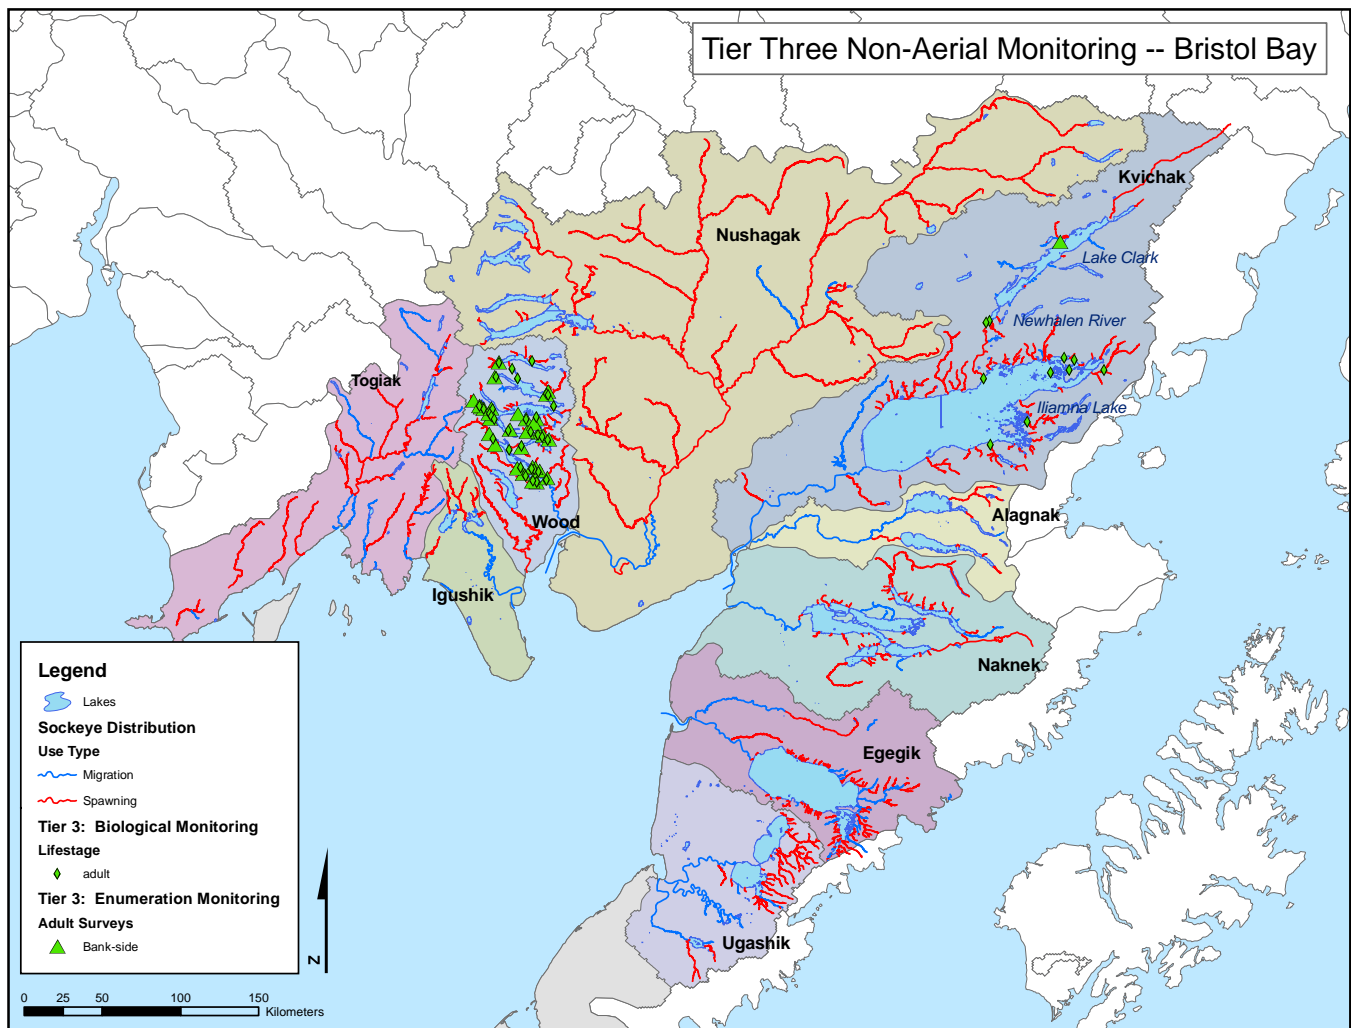 Tier Three Non-Aerial Monitoring -- Bristol Bay
Kvichak
Nushagak
Lake Clark
Newhalen River
Togiak
Iliamna Lake
Wood
Alagnak
Igushik
Naknek
Egegik
Ugashik
Legend
Lakes
Sockeye Distribution
Use Type
Migration
Spawning
Tier 3: Biological Monitoring
Lifestage
adult
Tier 3: Enumeration Monitoring
Adult Surveys
Bank-side
N
0 25 50 100 150
Kilometers